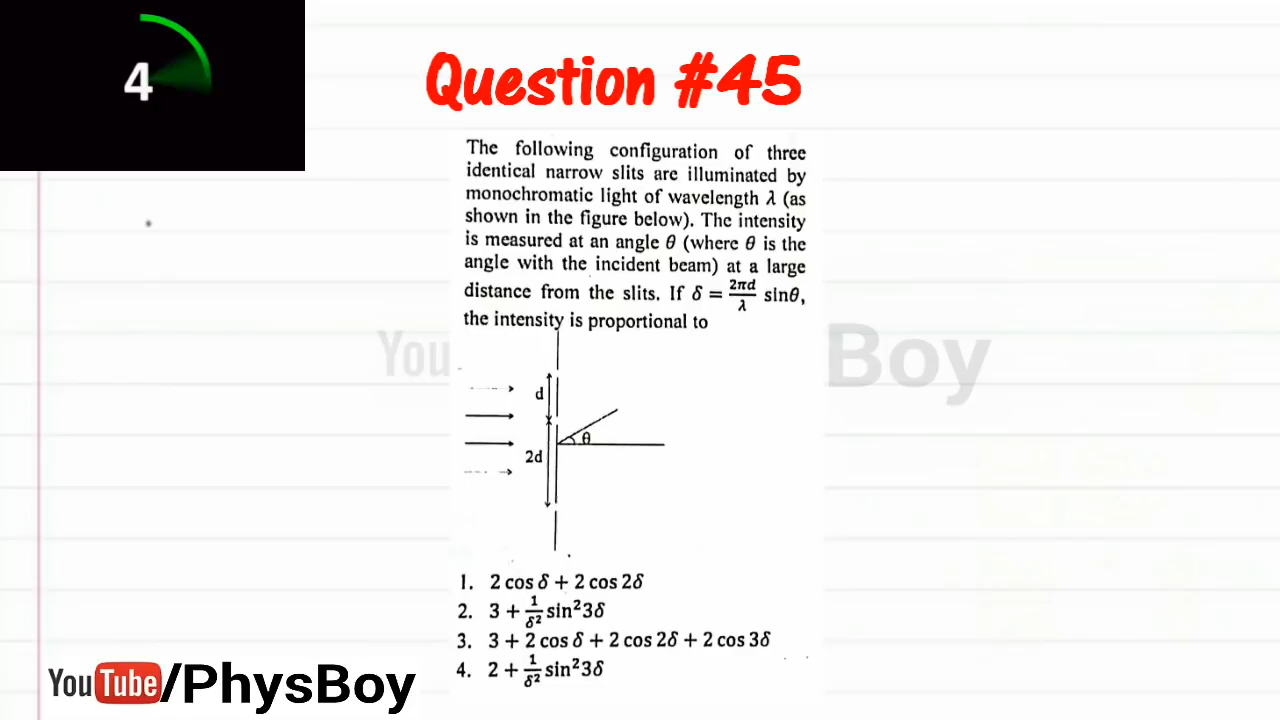 4
Question #45
The following configuration of three
identical narrow slits are illuminated by
monochromatic light of wavelength λ (as
shown in the figure below). The intensity
is measured at an angle θ (where θ is the
angle with the incident beam) at a large
distance from the slits. If δ = 2πd/λ sinθ,
the intensity is proportional to
You Boy
d
θ
2d
1. 2 cos δ + 2 cos 2δ
2. 3 + 1/δ² sin²3δ
3. 3 + 2 cos δ + 2 cos 2δ + 2 cos 3δ
4. 2 + 1/δ² sin²3δ
YouTube/PhysBoy